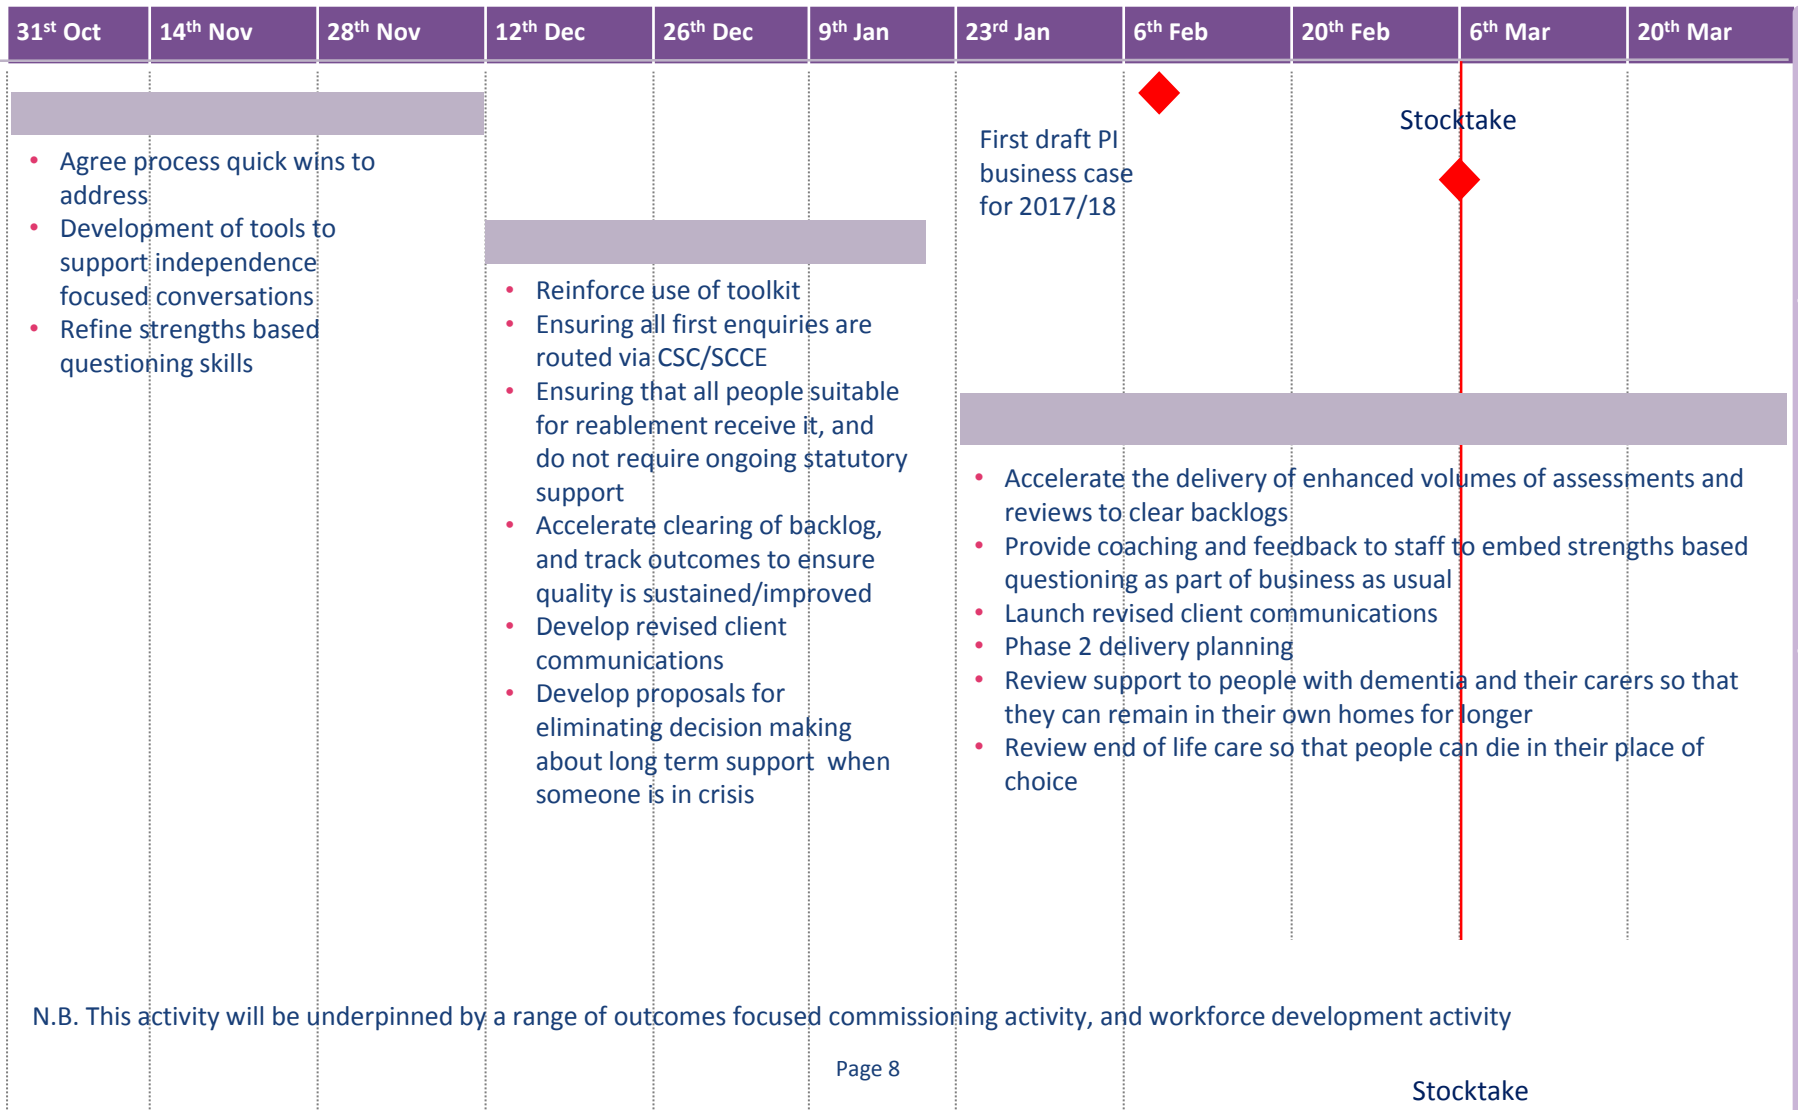 31st Oct 14th Nov 28th Nov 12th Dec 26th Dec 9th Jan 23rd Jan 6th Feb 20th Feb 6th Mar 20th Mar
• Agree process quick wins to
address
• Development of tools to
support independence
focused conversations
• Refine strengths based
questioning skills
• Reinforce use of toolkit
• Ensuring all first enquiries are
routed via CSC/SCCE
• Ensuring that all people suitable
for reablement receive it, and
do not require ongoing statutory
support
• Accelerate clearing of backlog,
and track outcomes to ensure
quality is sustained/improved
• Develop revised client
communications
• Develop proposals for
eliminating decision making
about long term support when
someone is in crisis
First draft PI
business case
for 2017/18
Stocktake
• Accelerate the delivery of enhanced volumes of assessments and
reviews to clear backlogs
• Provide coaching and feedback to staff to embed strengths based
questioning as part of business as usual
• Launch revised client communications
• Phase 2 delivery planning
• Review support to people with dementia and their carers so that
they can remain in their own homes for longer
• Review end of life care so that people can die in their place of
choice
N.B. This activity will be underpinned by a range of outcomes focused commissioning activity, and workforce development activity
Page 8
Stocktake